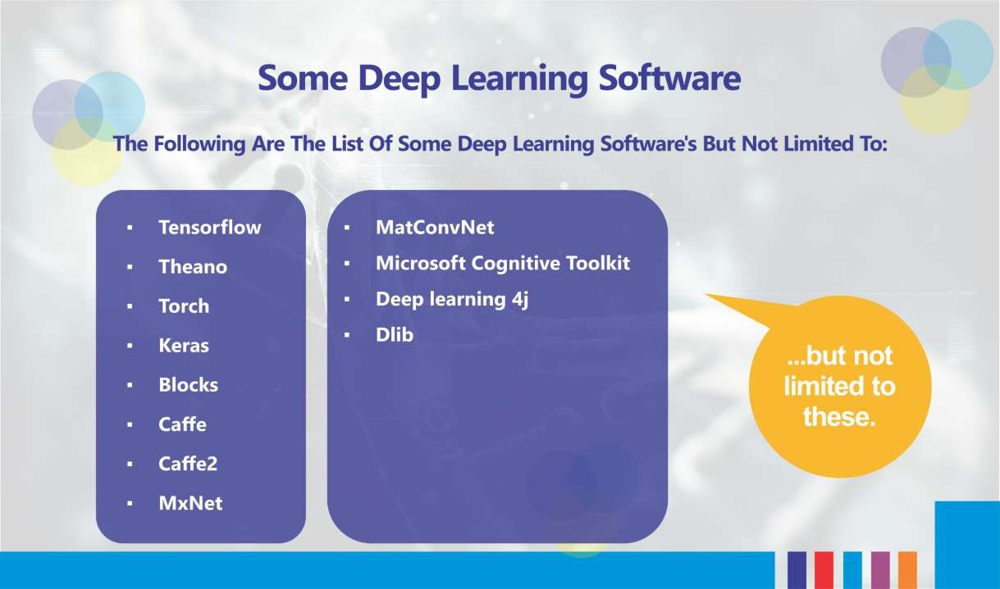 Some Deep Learning Software
The Following Are The List Of Some Deep Learning Software's But Not Limited To:
▪ Tensorflow
▪ Theano
▪ Torch
▪ Keras
▪ Blocks
▪ Caffe
▪ Caffe2
▪ MxNet
▪ MatConvNet
▪ Microsoft Cognitive Toolkit
▪ Deep learning 4j
▪ Dlib
...but not
limited to
these.